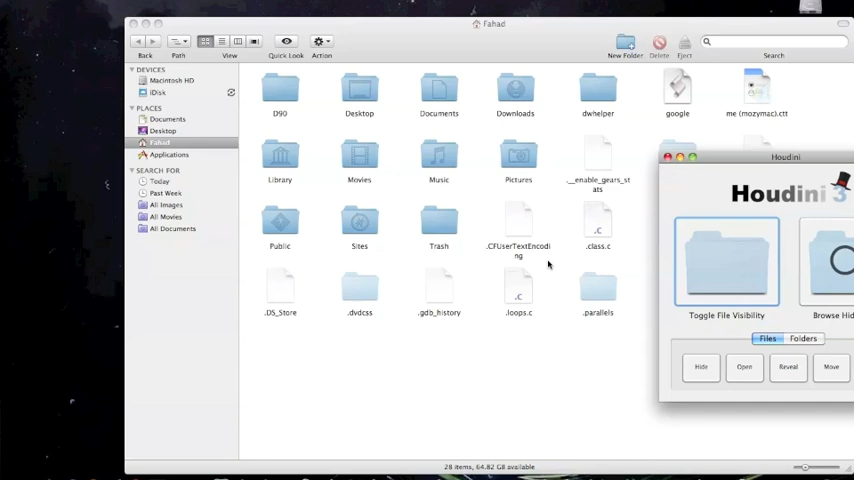 Fahad
Back
Path
View
Quick Look
Action
New Folder
Delete
Eject
Search
DEVICES
Macintosh HD
iDisk
PLACES
Documents
Desktop
Fahad
Applications
SEARCH FOR
Today
Past Week
All Images
All Movies
All Documents
D90
Desktop
Documents
Downloads
dwhelper
google
me (mozymac).ctt
Library
Movies
Music
Pictures
.__enable_gears_st
ats
Public
Sites
Trash
.CFUserTextEncodi
ng
.C
.class.c
.DS_Store
.dvdcss
.gdb_history
.C
.loops.c
.parallels
Houdini
Houdini 3
Toggle File Visibility
Browse Hid
Files
Folders
Hide
Open
Reveal
Move
28 items, 64.82 GB available